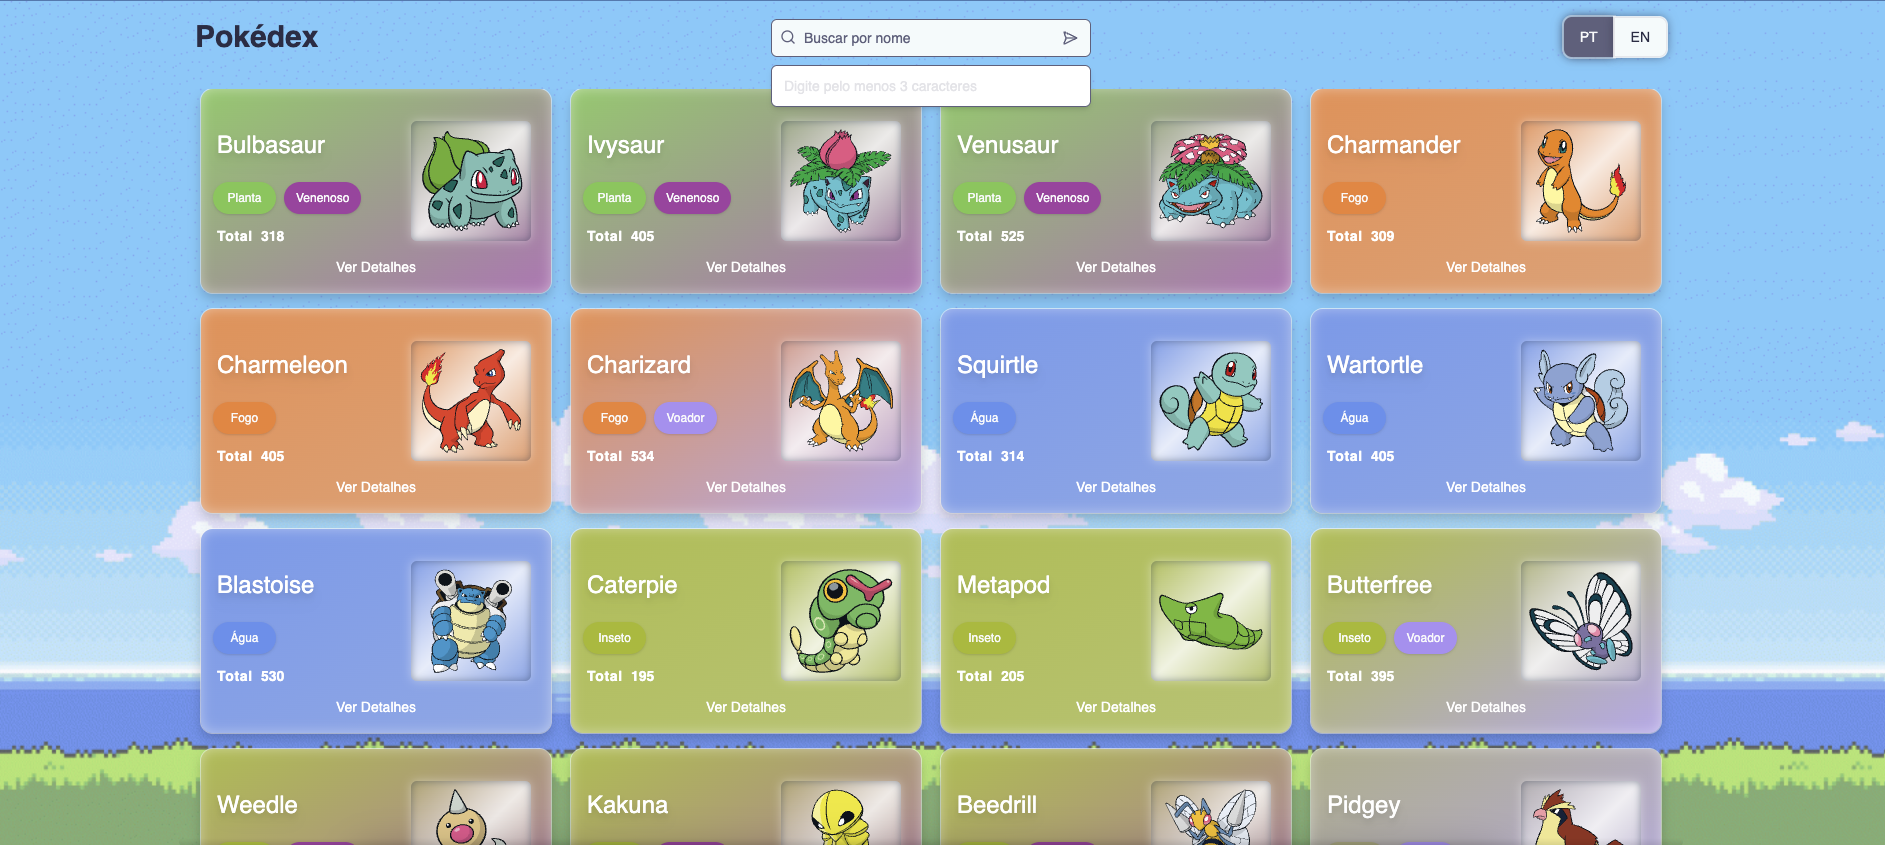 Pokédex
Buscar por nome
PT EN
Digite pelo menos 3 caracteres
Bulbasaur
Planta Venenoso
Total 318
Ver Detalhes
Ivysaur
Planta Venenoso
Total 405
Ver Detalhes
Venusaur
Planta Venenoso
Total 525
Ver Detalhes
Charmander
Fogo
Total 309
Ver Detalhes
Charmeleon
Fogo
Total 405
Ver Detalhes
Charizard
Fogo Voador
Total 534
Ver Detalhes
Squirtle
Água
Total 314
Ver Detalhes
Wartortle
Água
Total 405
Ver Detalhes
Blastoise
Água
Total 530
Ver Detalhes
Caterpie
Inseto
Total 195
Ver Detalhes
Metapod
Inseto
Total 205
Ver Detalhes
Butterfree
Inseto Voador
Total 395
Ver Detalhes
Weedle
Kakuna
Beedrill
Pidgey